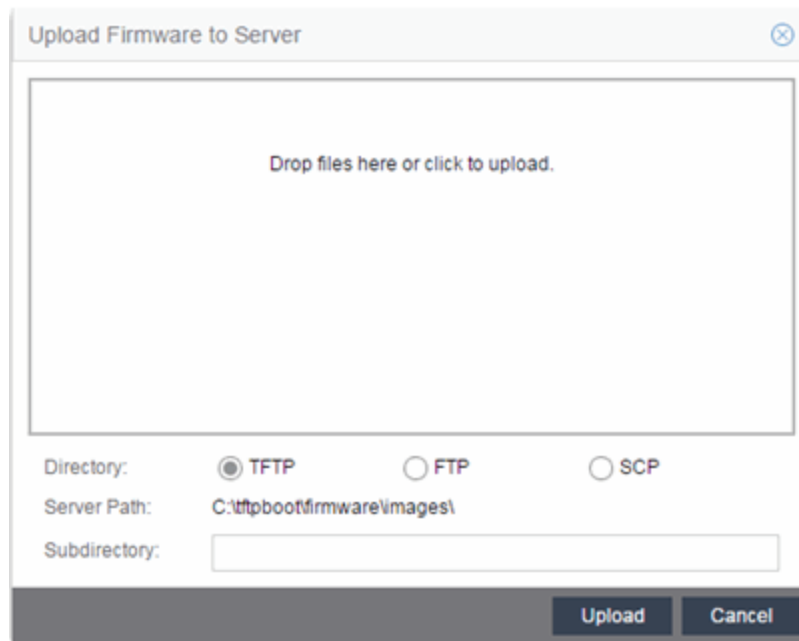 Upload Firmware to Server
Drop files here or click to upload.
Directory: TFTP FTP SCP
Server Path: C:\tftpboot\firmware\images\
Subdirectory:
Upload Cancel